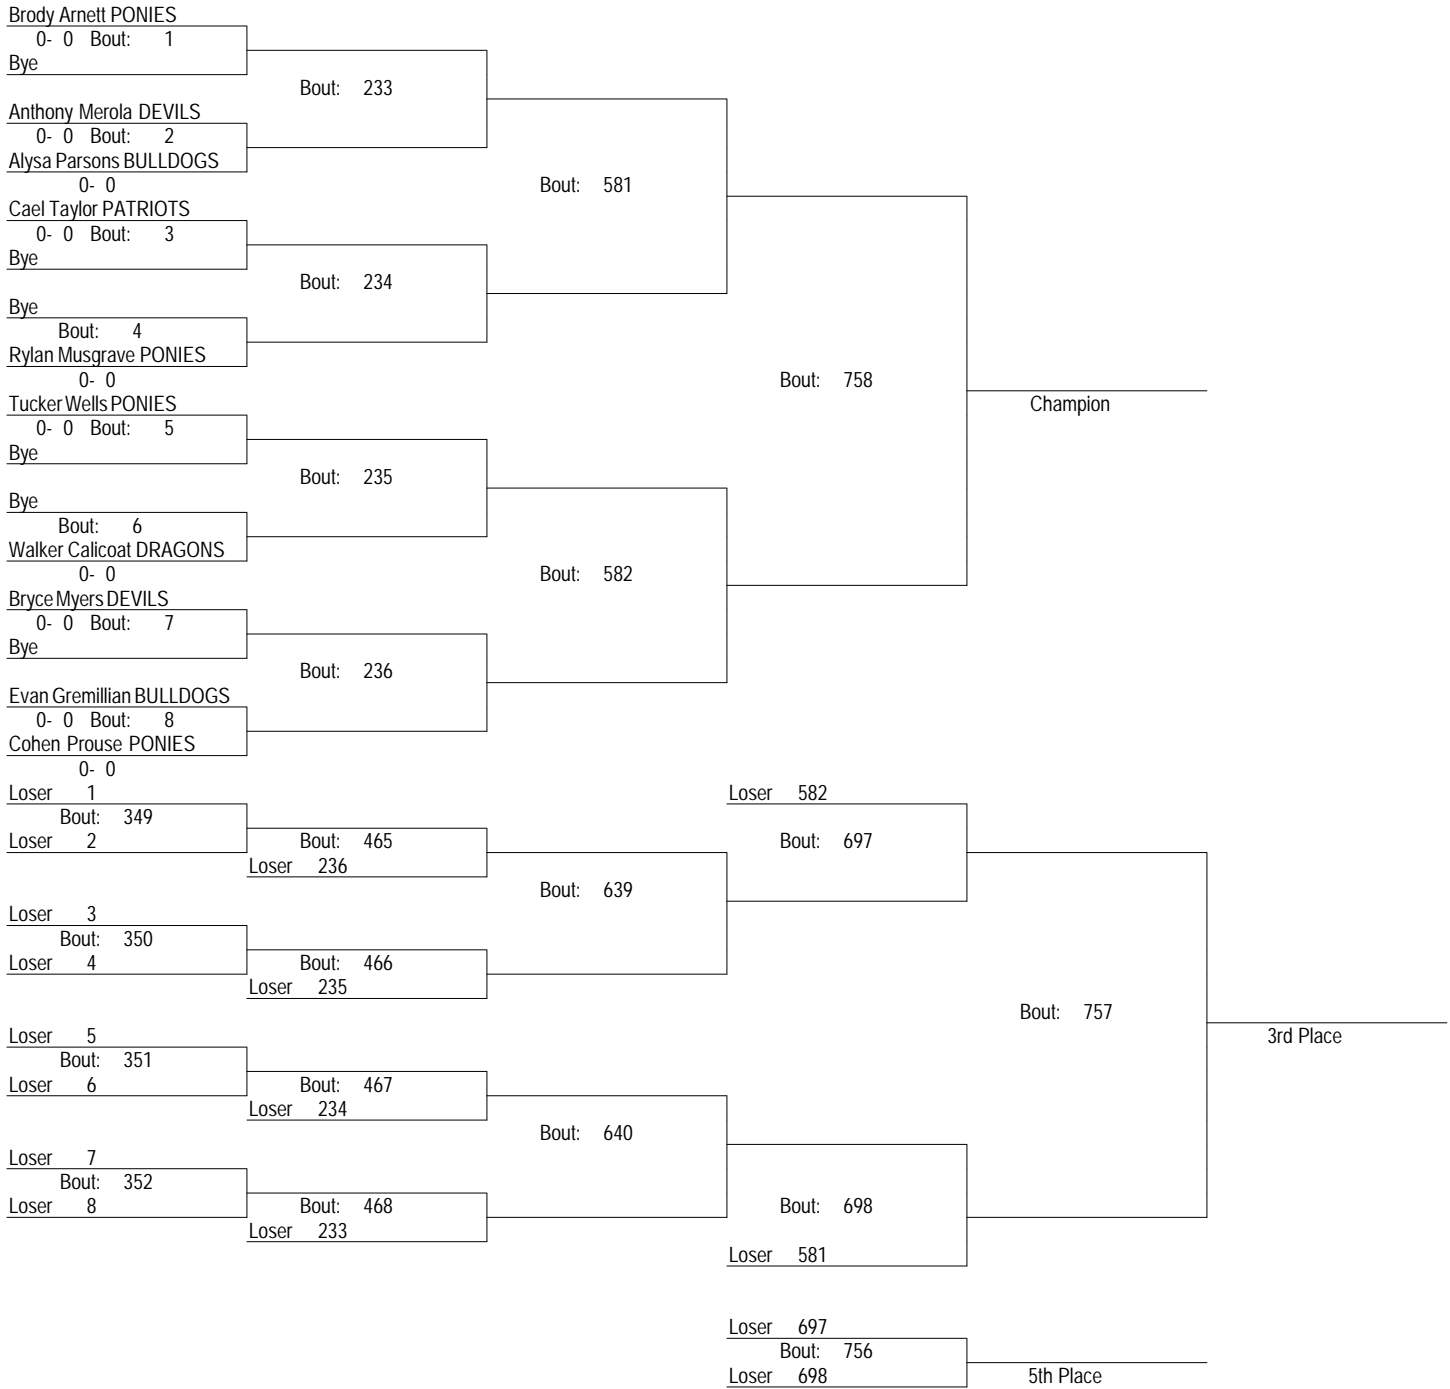 Brody Arnett PONIES
0- 0 Bout: 1
Bye
Bout: 233
Anthony Merola DEVILS
0- 0 Bout: 2
Alysa Parsons BULLDOGS
0- 0
Bout: 581
Cael Taylor PATRIOTS
0- 0 Bout: 3
Bye
Bout: 234
Bye
Bout: 4
Rylan Musgrave PONIES
0- 0
Bout: 758
Tucker Wells PONIES
Champion
0- 0 Bout: 5
Bye
Bout: 235
Bye
Bout: 6
Walker Calicoat DRAGONS
0- 0
Bout: 582
Bryce Myers DEVILS
0- 0 Bout: 7
Bye
Bout: 236
Evan Gremillian BULLDOGS
0- 0 Bout: 8
Cohen Prouse PONIES
0- 0
Loser 1
Loser 582
Bout: 349
Loser 2
Bout: 465
Bout: 697
Loser 236
Bout: 639
Loser 3
Bout: 350
Loser 4
Bout: 466
Loser 235
Bout: 757
Loser 5
3rd Place
Bout: 351
Loser 6
Bout: 467
Loser 234
Bout: 640
Loser 7
Bout: 352
Loser 8
Bout: 468
Bout: 698
Loser 233
Loser 581
Loser 697
Bout: 756
Loser 698
5th Place